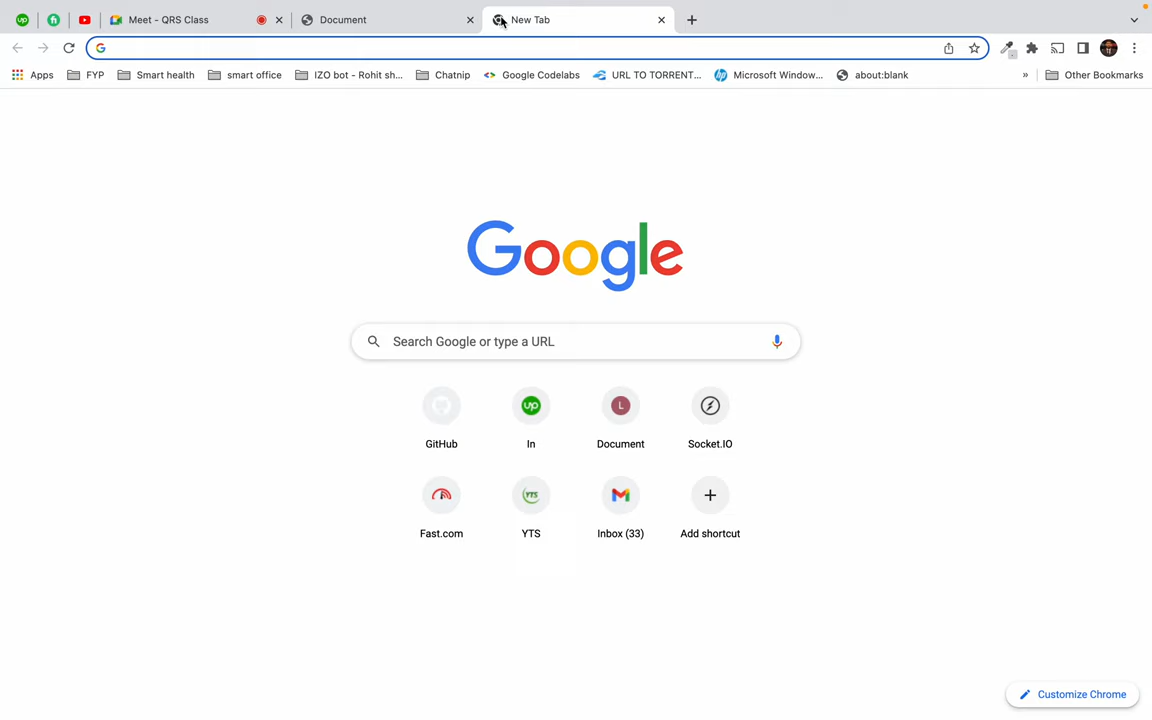 Meet - QRS Class
Document
New Tab
Apps
FYP
Smart health
smart office
IZO bot - Rohit sh...
Chatnip
Google Codelabs
URL TO TORRENT...
Microsoft Window...
about:blank
»
Other Bookmarks
Google
Search Google or type a URL
GitHub
up
In
L
Document
Socket.IO
Fast.com
YTS
YTS
Inbox (33)
Add shortcut
Customize Chrome